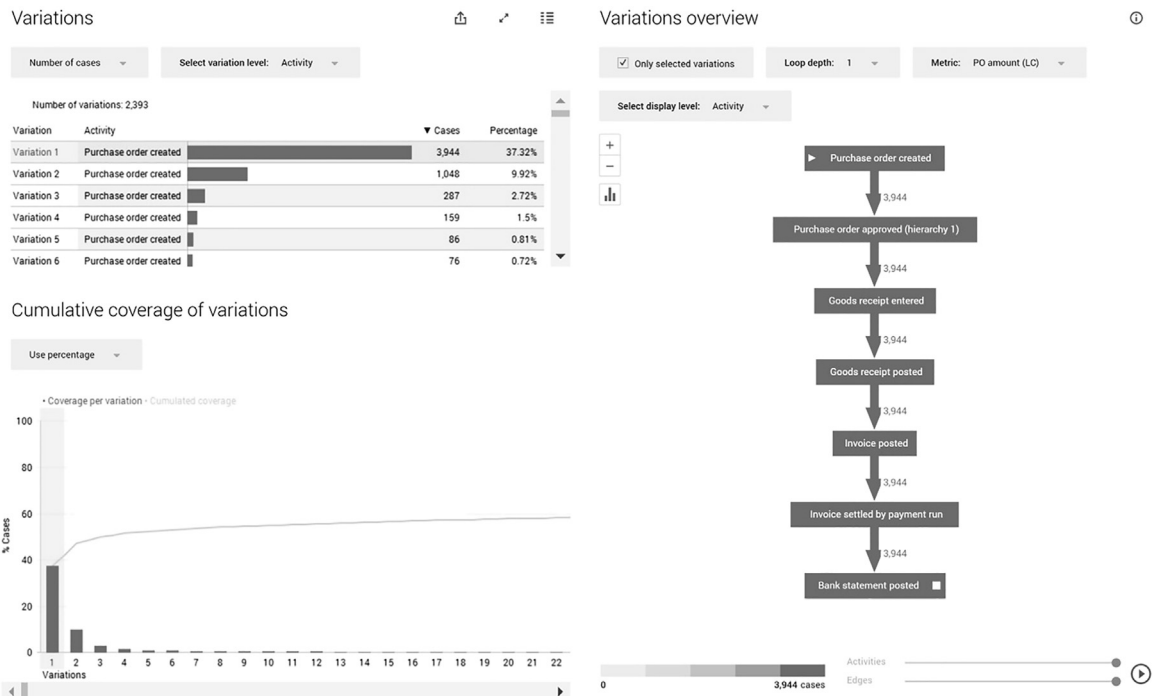 Variations
Number of cases
Select variation level: Activity
Number of variations: 2,393
Variation Activity ▼ Cases Percentage
Variation 1 Purchase order created 3,944 37.32%
Variation 2 Purchase order created 1,048 9.92%
Variation 3 Purchase order created 287 2.72%
Variation 4 Purchase order created 159 1.5%
Variation 5 Purchase order created 86 0.81%
Variation 6 Purchase order created 76 0.72%
Cumulative coverage of variations
Use percentage
• Coverage per variation • Cumulated coverage
100
80
60
40
20
0
% Cases
1 2 3 4 5 6 7 8 9 10 11 12 13 14 15 16 17 18 19 20 21 22
Variations
Variations overview
Only selected variations
Loop depth: 1
Metric: PO amount (LC)
Select display level: Activity
Purchase order created
3,944
Purchase order approved (hierarchy 1)
3,944
Goods receipt entered
3,944
Goods receipt posted
3,944
Invoice posted
3,944
Invoice settled by payment run
3,944
Bank statement posted
0 3,944 cases
Activities
Edges